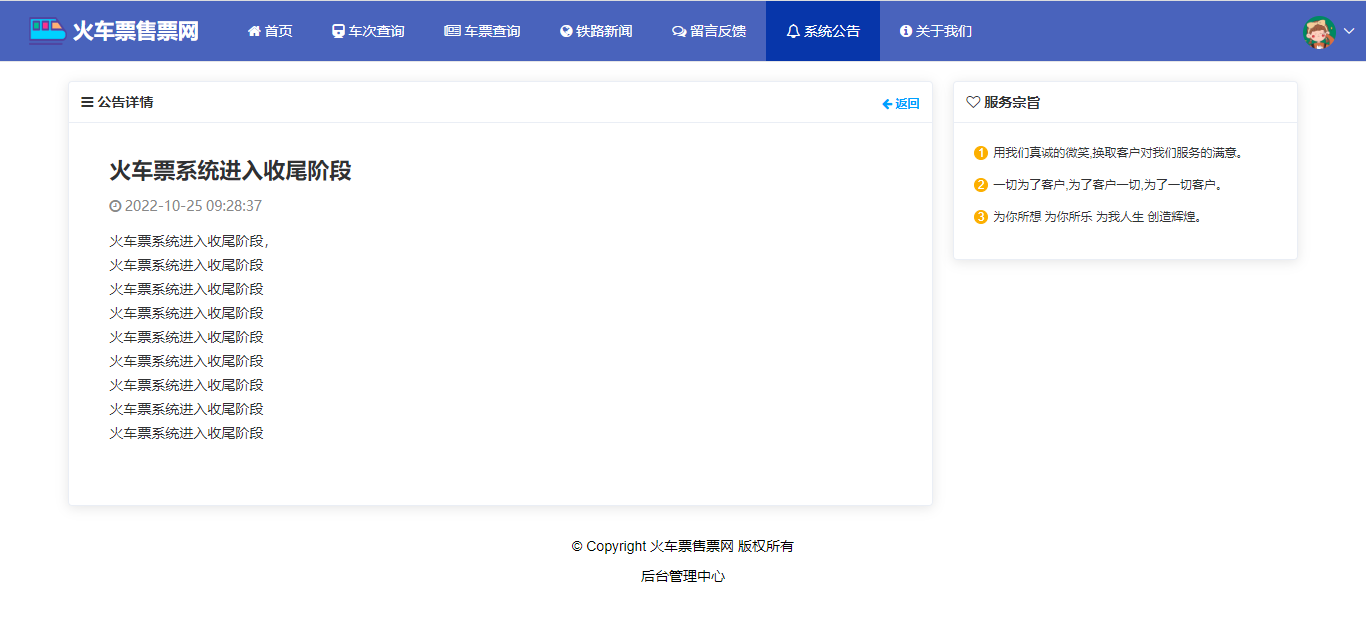 火车票售票网
首页
车次查询
车票查询
铁路新闻
留言反馈
系统公告
关于我们
公告详情
返回
火车票系统进入收尾阶段
2022-10-25 09:28:37
火车票系统进入收尾阶段，
火车票系统进入收尾阶段
火车票系统进入收尾阶段
火车票系统进入收尾阶段
火车票系统进入收尾阶段
火车票系统进入收尾阶段
火车票系统进入收尾阶段
火车票系统进入收尾阶段
火车票系统进入收尾阶段
服务宗旨
1 用我们真诚的微笑,换取客户对我们服务的满意。
2 一切为了客户,为了客户一切,为了一切客户。
3 为你所想 为你所乐 为我人生 创造辉煌。
© Copyright 火车票售票网 版权所有
后台管理中心